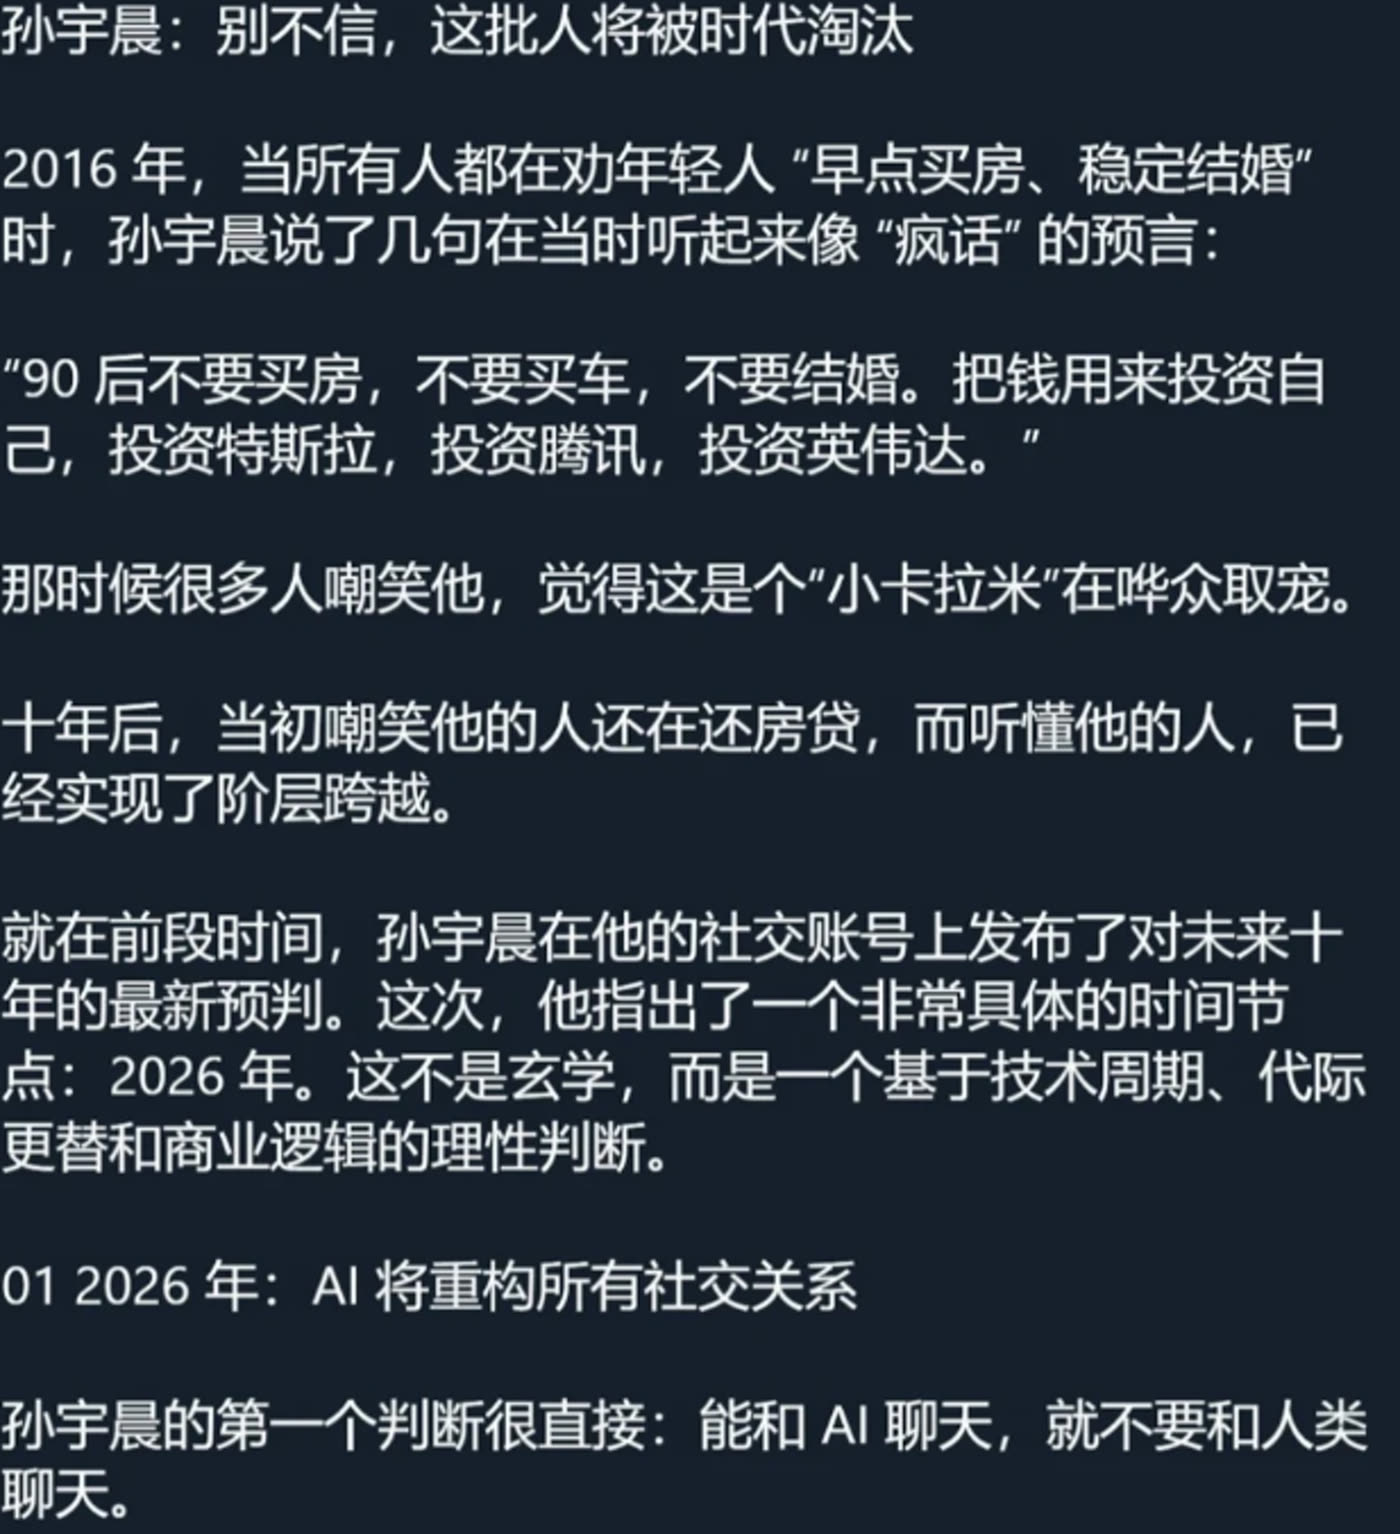 孙宇晨：别不信，这批人将被时代淘汰
2016 年，当所有人都在劝年轻人 “早点买房、稳定结婚”
时，孙宇晨说了几句在当时听起来像 “疯话” 的预言：
“90 后不要买房，不要买车，不要结婚。把钱用来投资自
己，投资特斯拉，投资腾讯，投资英伟达。”
那时候很多人嘲笑他，觉得这是个“小卡拉米”在哗众取宠。
十年后，当初嘲笑他的人还在还房贷，而听懂他的人，已
经实现了阶层跨越。
就在前段时间，孙宇晨在他的社交账号上发布了对未来十
年的最新预判。这次，他指出了一个非常具体的时间节
点：2026 年。这不是玄学，而是一个基于技术周期、代际
更替和商业逻辑的理性判断。
01 2026 年：AI 将重构所有社交关系
孙宇晨的第一个判断很直接：能和 AI 聊天，就不要和人类
聊天。